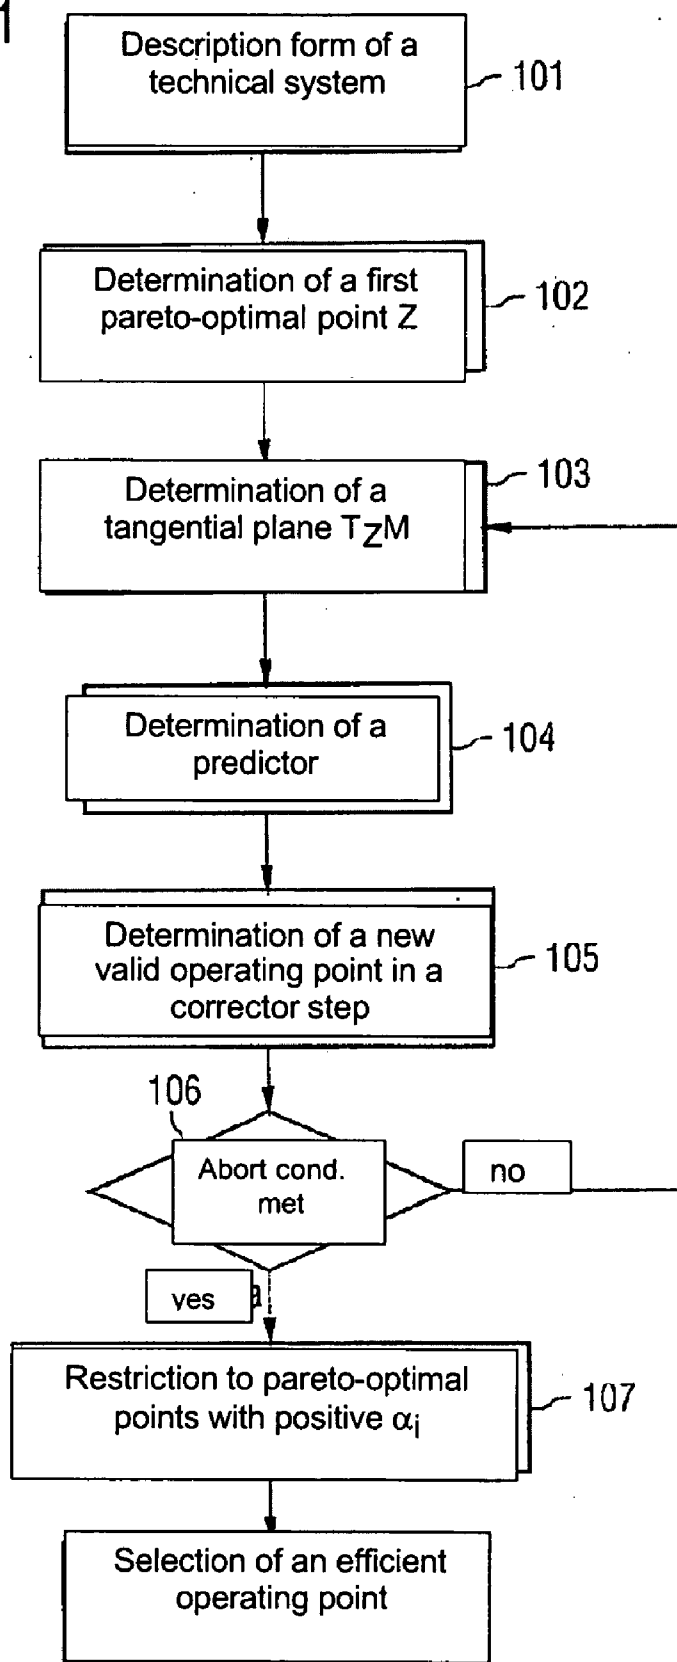 1
Description form of a
technical system
101
Determination of a first
pareto-optimal point Z
102
Determination of a
tangential plane TZM
103
Determination of a
predictor
104
Determination of a new
valid operating point in a
corrector step
105
106
Abort cond.
met
no
yes
Restriction to pareto-optimal
points with positive αi
107
Selection of an efficient
operating point